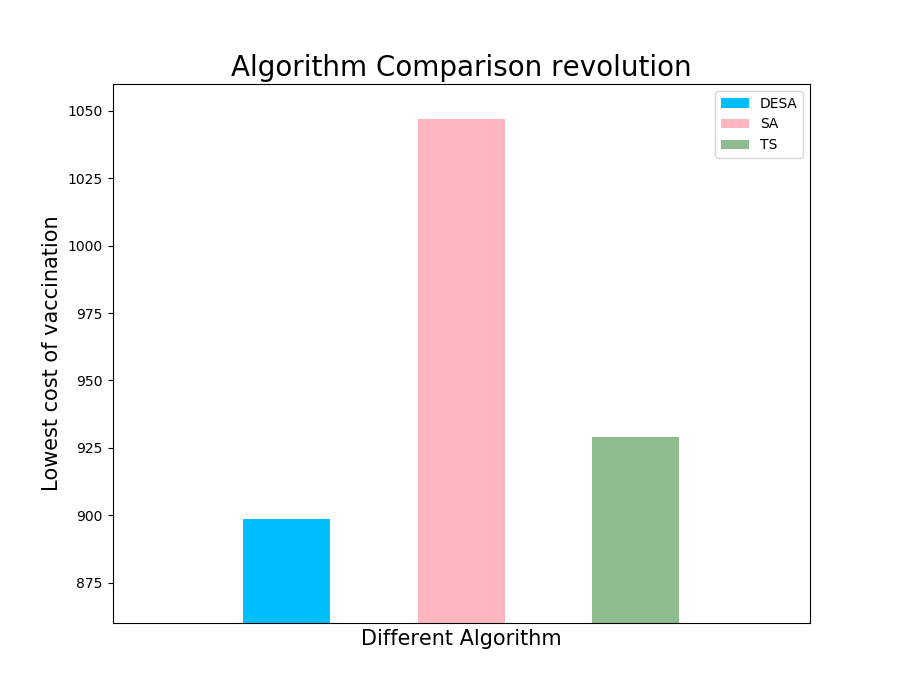 Algorithm Comparison revolution
DESA
SA
TS
1050
1025
1000
975
950
925
900
875
Lowest cost of vaccination
Different Algorithm